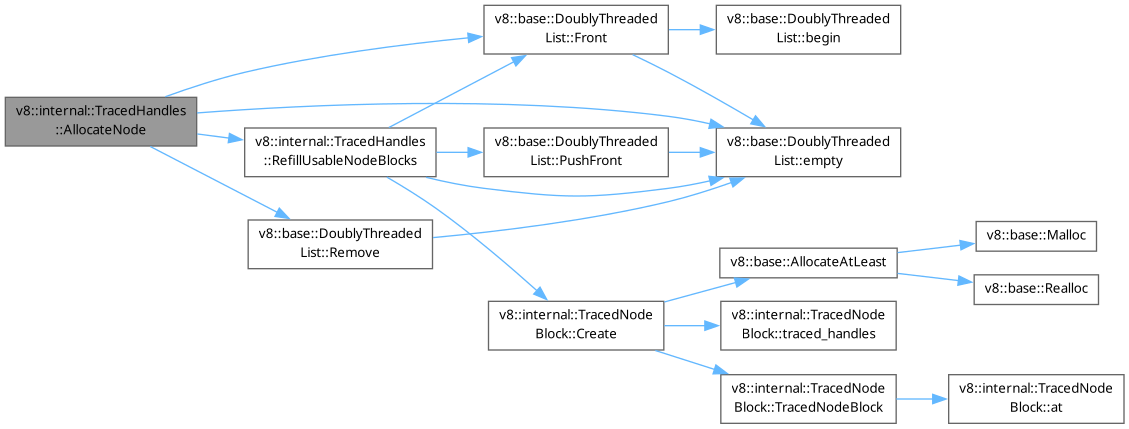 v8::internal::TracedHandles
::AllocateNode
v8::base::DoublyThreaded
List::Front
v8::base::DoublyThreaded
List::begin
v8::internal::TracedHandles
::RefillUsableNodeBlocks
v8::base::DoublyThreaded
List::PushFront
v8::base::DoublyThreaded
List::empty
v8::base::DoublyThreaded
List::Remove
v8::internal::TracedNode
Block::Create
v8::base::AllocateAtLeast
v8::base::Malloc
v8::base::Realloc
v8::internal::TracedNode
Block::traced_handles
v8::internal::TracedNode
Block::TracedNodeBlock
v8::internal::TracedNode
Block::at